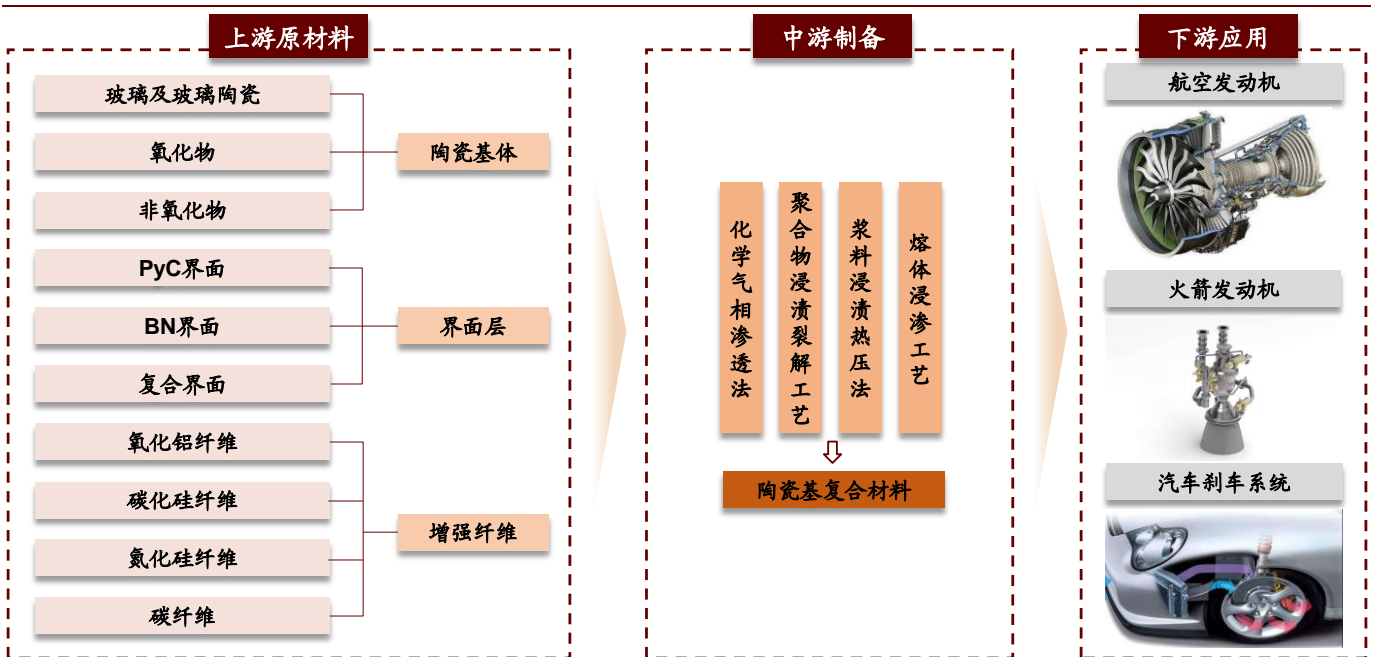 上游原材料
玻璃及玻璃陶瓷
氧化物
非氧化物
陶瓷基体
PyC界面
BN界面
复合界面
界面层
氧化铝纤维
碳化硅纤维
氮化硅纤维
碳纤维
增强纤维
中游制备
化学气相渗透法
聚合物浸渍裂解工艺
浆料浸渍热压法
熔体浸渗工艺
陶瓷基复合材料
下游应用
航空发动机
火箭发动机
汽车刹车系统